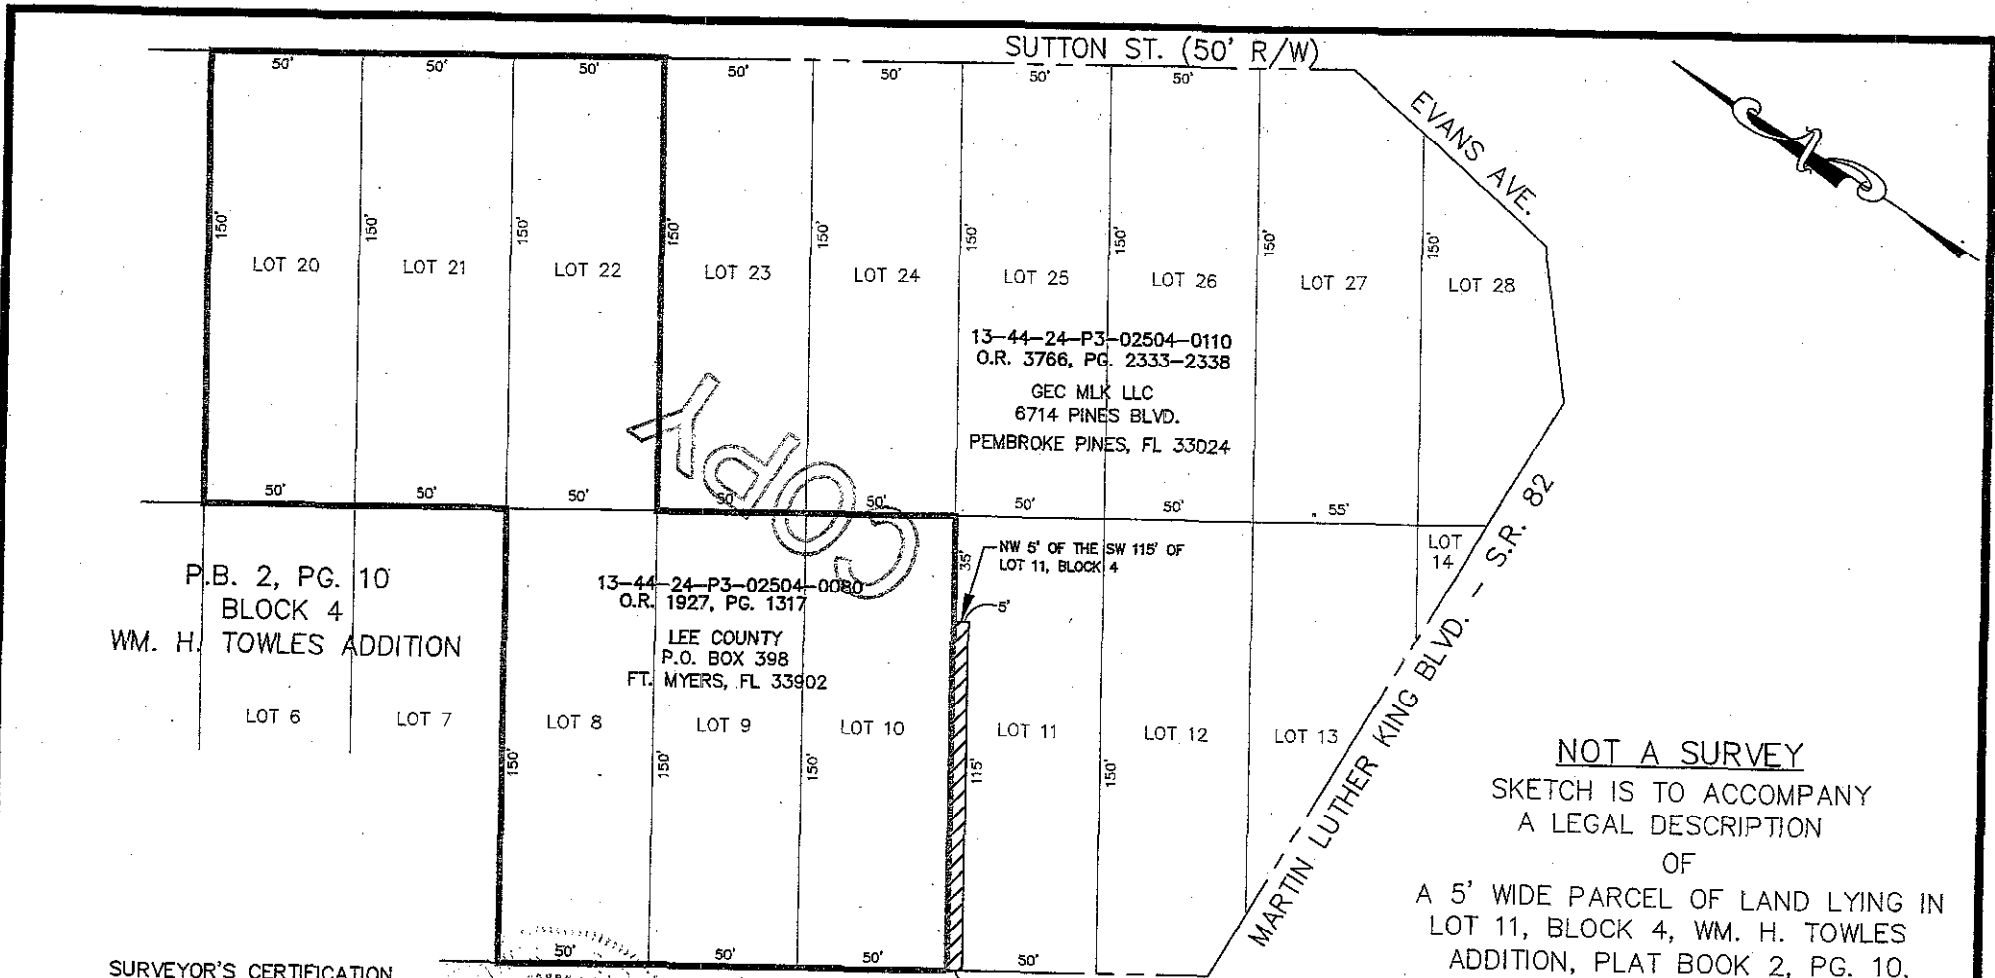 SUTTON ST. (50' R/W)
50' 50' 50' 50' 50' 50' 50'
EVANS AVE.
150' 150' 150' 150' 150' 150' 150' 150' 150'
LOT 20 LOT 21 LOT 22 LOT 23 LOT 24 LOT 25 LOT 26 LOT 27 LOT 28
13-44-24-P3-02504-0110
O.R. 3766, PG. 2333-2338
GEC MLK LLC
6714 PINES BLVD.
PEMBROKE PINES, FL 33024
COPY
50' 50' 50' 50' 50' 50' 50' 55'
NW 5' OF THE SW 115' OF
LOT 11, BLOCK 4
35'
5'
LOT
14
P.B. 2, PG. 10
BLOCK 4
WM. H. TOWLES ADDITION
13-44-24-P3-02504-0080
O.R. 1927, PG. 1317
LEE COUNTY
P.O. BOX 398
FT. MYERS, FL 33902
LOT 6 LOT 7 LOT 8 LOT 9 LOT 10 LOT 11 LOT 12 LOT 13
150' 150' 150' 115' 150'
MARTIN LUTHER KING BLVD. - S.R. 82
50' 50' 50' 50'
NOT A SURVEY
SKETCH IS TO ACCOMPANY
A LEGAL DESCRIPTION
OF
A 5' WIDE PARCEL OF LAND LYING IN
LOT 11, BLOCK 4, WM. H. TOWLES
ADDITION, PLAT BOOK 2, PG. 10,
SURVEYOR'S CERTIFICATION